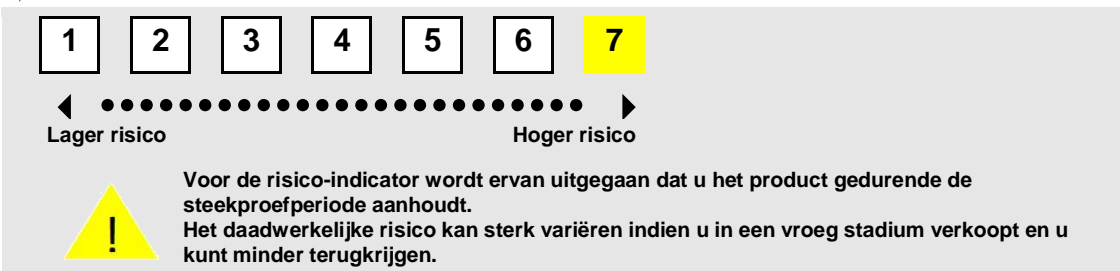 1 2 3 4 5 6 7
Lager risico Hoger risico
Voor de risico-indicator wordt ervan uitgegaan dat u het product gedurende de
steekproefperiode aanhoudt.
! Het daadwerkelijke risico kan sterk variëren indien u in een vroeg stadium verkoopt en u
kunt minder terugkrijgen.